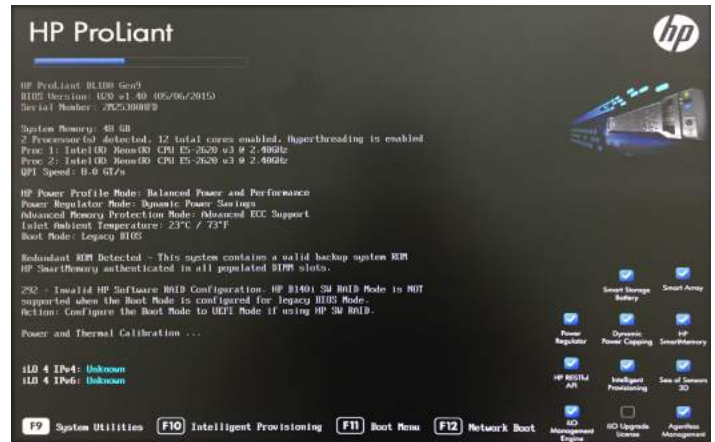 HP ProLiant
hp
HP ProLiant DL180 Gen9
BIOS Version: U20 v1.40 (05/06/2015)
System Memory: 48 GB
2 Processor(s) detected, 12 total cores enabled, Hyperthreading is enabled
Proc 1: Intel(R) Xeon(R) CPU E5-2620 v3 @ 2.40GHz
Proc 2: Intel(R) Xeon(R) CPU E5-2620 v3 @ 2.40GHz
QPI Speed: 8.0 GT/s
HP Power Profile Mode: Balanced Power and Performance
Power Regulator Mode: Dynamic Power Savings
Advanced Memory Protection Mode: Advanced ECC Support
Inlet Ambient Temperature: 23°C / 73°F
Boot Mode: Legacy BIOS
Redundant ROM Detected - This system contains a valid backup system ROM
HP SmartMemory authenticated in all populated DIMM slots.
292 - Invalid HP Software RAID Configuration. HP B140i SW RAID Mode is NOT
supported when the Boot Mode is configured for legacy BIOS Mode.
Action: Configure the Boot Mode to UEFI Mode if using HP SW RAID.
Power and Thermal Calibration ...
iLO 4 IPv4: Unknown
iLO 4 IPv6: Unknown
Smart Storage Battery
Smart Array
Power Regulator
Dynamic Power Capping
HP SmartMemory
HP RESTful API
Intelligent Provisioning
Sea of Sensors 3D
iLO Management Engine
iLO Upgrade License
Agentless Management
F9 System Utilities F10 Intelligent Provisioning F11 Boot Menu F12 Network Boot